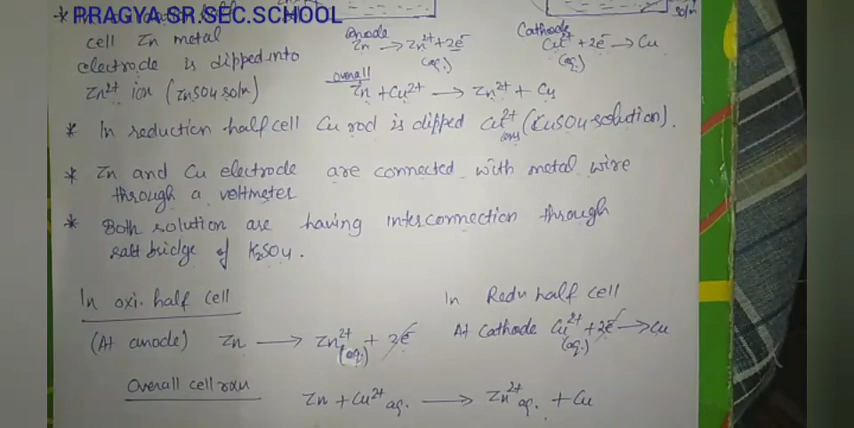 PRAGYA SR.SEC.SCHOOL
cell Zn metal
electrode is dipped into
Zn²⁺ ion (ZnSO₄ soln)
Anode
Zn → Zn²⁺ + 2e⁻
(aq.)
Cathode
Cu²⁺ + 2e⁻ → Cu
(aq.)
overall
Zn + Cu²⁺ → Zn²⁺ + Cu
soln
* In reduction half cell Cu rod is dipped Cu²⁺ (CuSO₄ solution).
* Zn and Cu electrode are connected with metal wire
through a voltmeter
* Both solution are having interconnection through
salt bridge of K₂SO₄.
In oxi. half cell
(At anode) Zn → Zn²⁺ + 2e⁻
(aq.)
In Redn half cell
At Cathode Cu²⁺ + 2e⁻ → Cu
(aq.)
Overall cell rxn
Zn + Cu²⁺ aq. → Zn²⁺ aq. + Cu